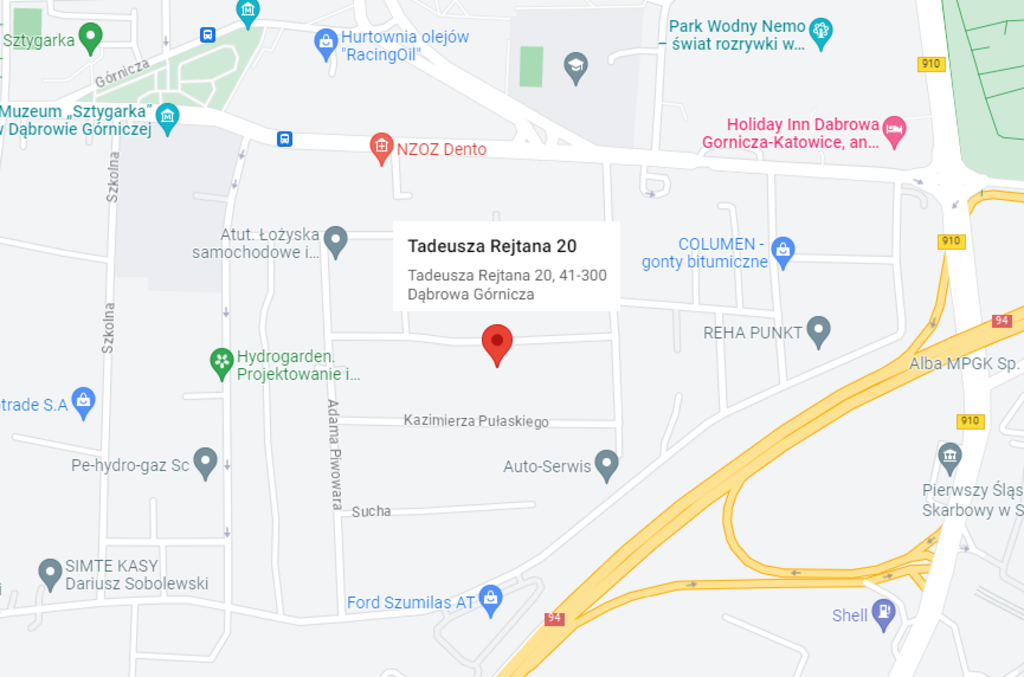 Sztygarka
Hurtownia olejów
"RacingOil"
Park Wodny Nemo
- świat rozrywki w...
910
Górnicza
Muzeum „Sztygarka”
w Dąbrowie Górniczej
NZOZ Dento
Holiday Inn Dabrowa
Gornicza-Katowice, an...
Szkolna
Atut. Łożyska
samochodowe i...
Tadeusza Rejtana 20
Tadeusza Rejtana 20, 41-300
Dąbrowa Górnicza
COLUMEN -
gonty bitumiczne
910
94
Szkolna
REHA PUNKT
Hydrogarden.
Projektowanie i...
Alba MPGK Sp.
trade S.A
Adama Piwowara
Kazimierza Pułaskiego
910
Pe-hydro-gaz Sc
Auto-Serwis
Pierwszy Śląs
Skarbowy w S
Sucha
SIMTE KASY
Dariusz Sobolewski
Ford Szumilas AT
94
Shell